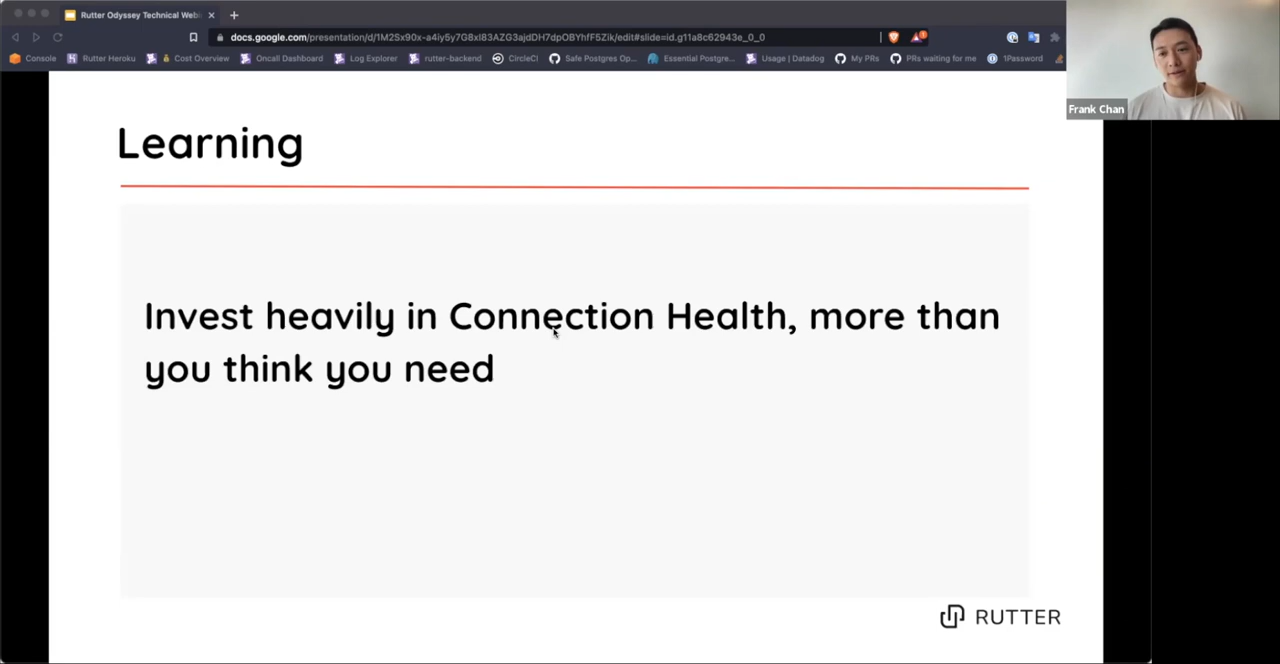 Rutter Odyssey Technical Web
docs.google.com/presentation/d/1M2Sx90x-a4iy5y7G8xI83AZG3ajdDH7dpOBYhfF5Zik/edit#slide=id.g11a8c62943e_0_0
Console Rutter Heroku Cost Overview Oncall Dashboard Log Explorer rutter-backend CircleCI Safe Postgres Op... Essential Postgre... Usage | Datadog My PRs PRs waiting for me 1Password
Frank Chan
Learning
Invest heavily in Connection Health, more than
you think you need
RUTTER